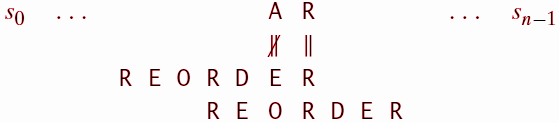 s₀ ... A R ... sₙ₋₁
∦ ∥
R E O R D E R
R E O R D E R